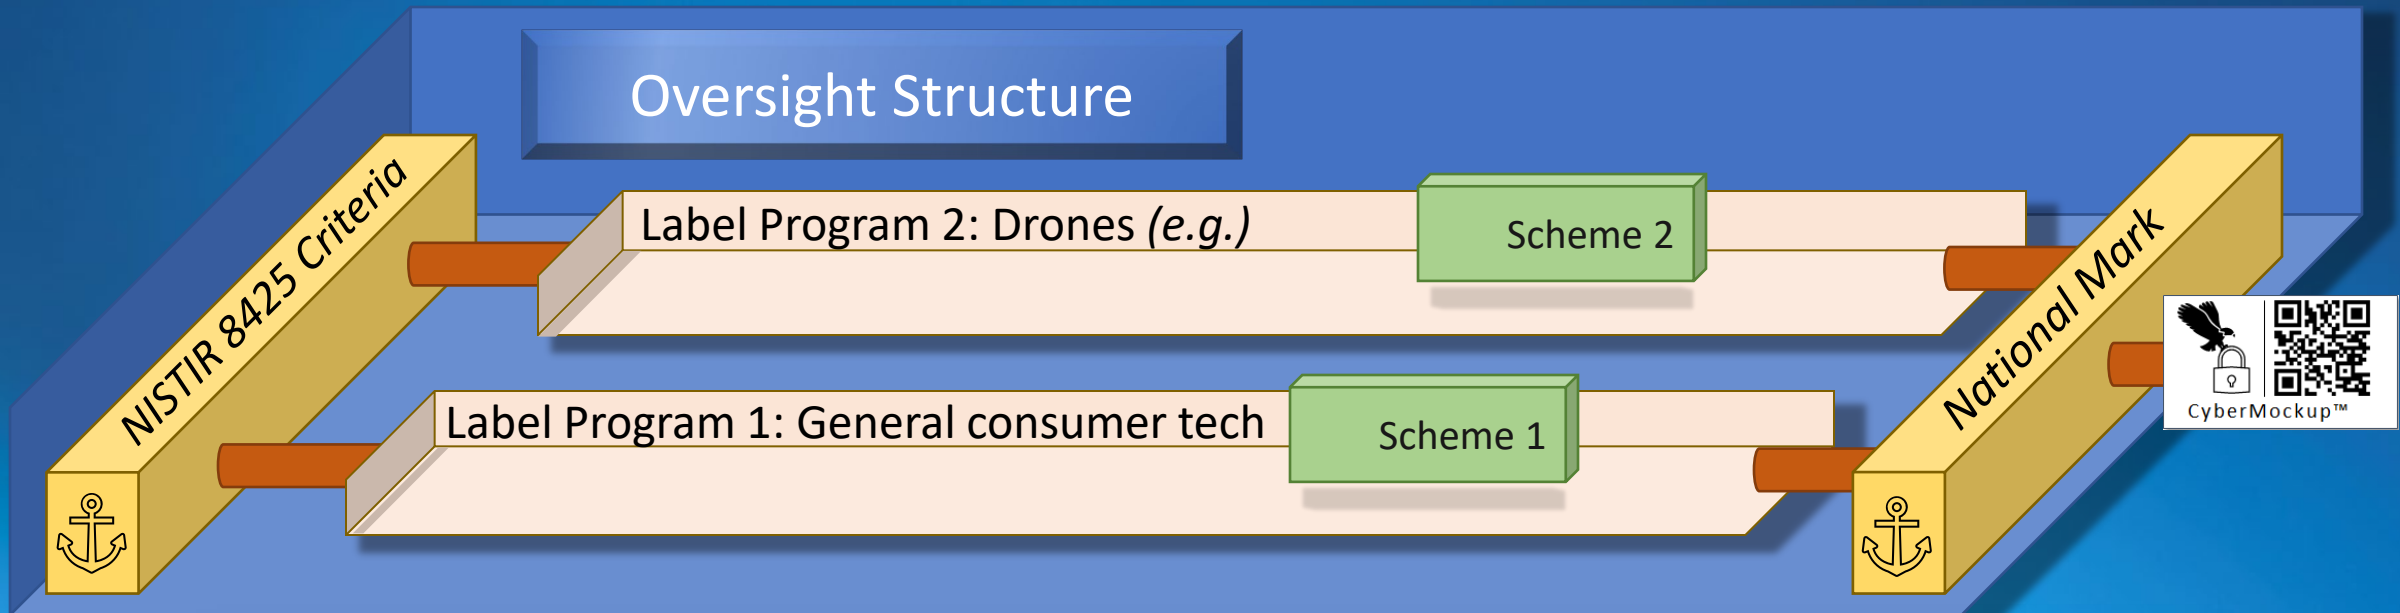 Oversight Structure
NISTIR 8425 Criteria
Label Program 2: Drones (e.g.)
Scheme 2
National Mark
CyberMockup™
Label Program 1: General consumer tech
Scheme 1